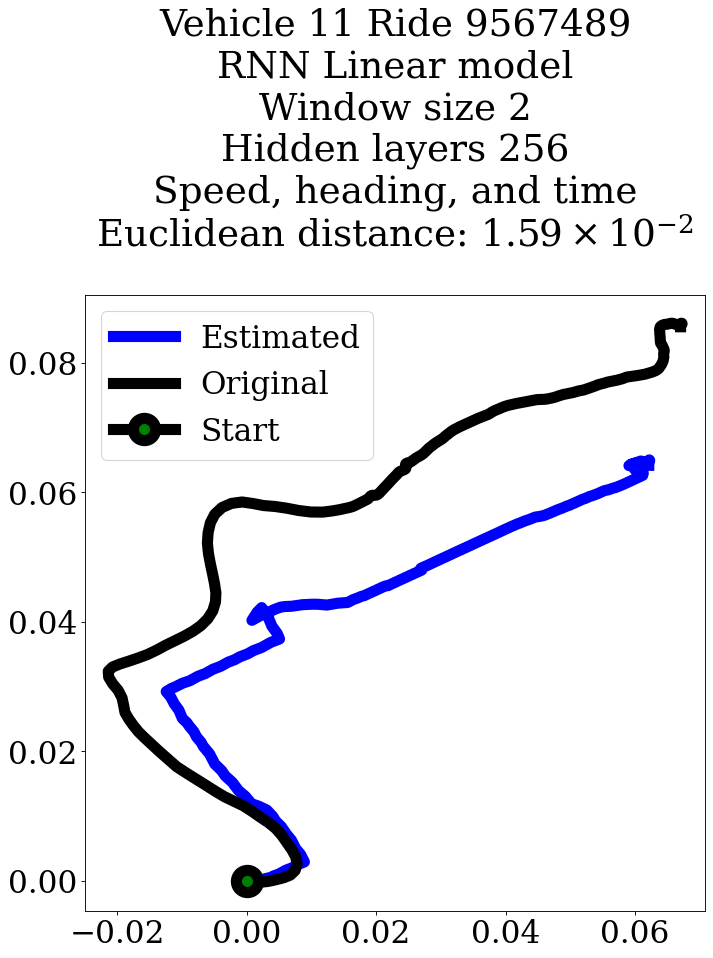 Vehicle 11 Ride 9567489
RNN Linear model
Window size 2
Hidden layers 256
Speed, heading, and time
Euclidean distance: 1.59 × 10⁻²
Estimated
Original
Start
0.08
0.06
0.04
0.02
0.00
−0.02 0.00 0.02 0.04 0.06